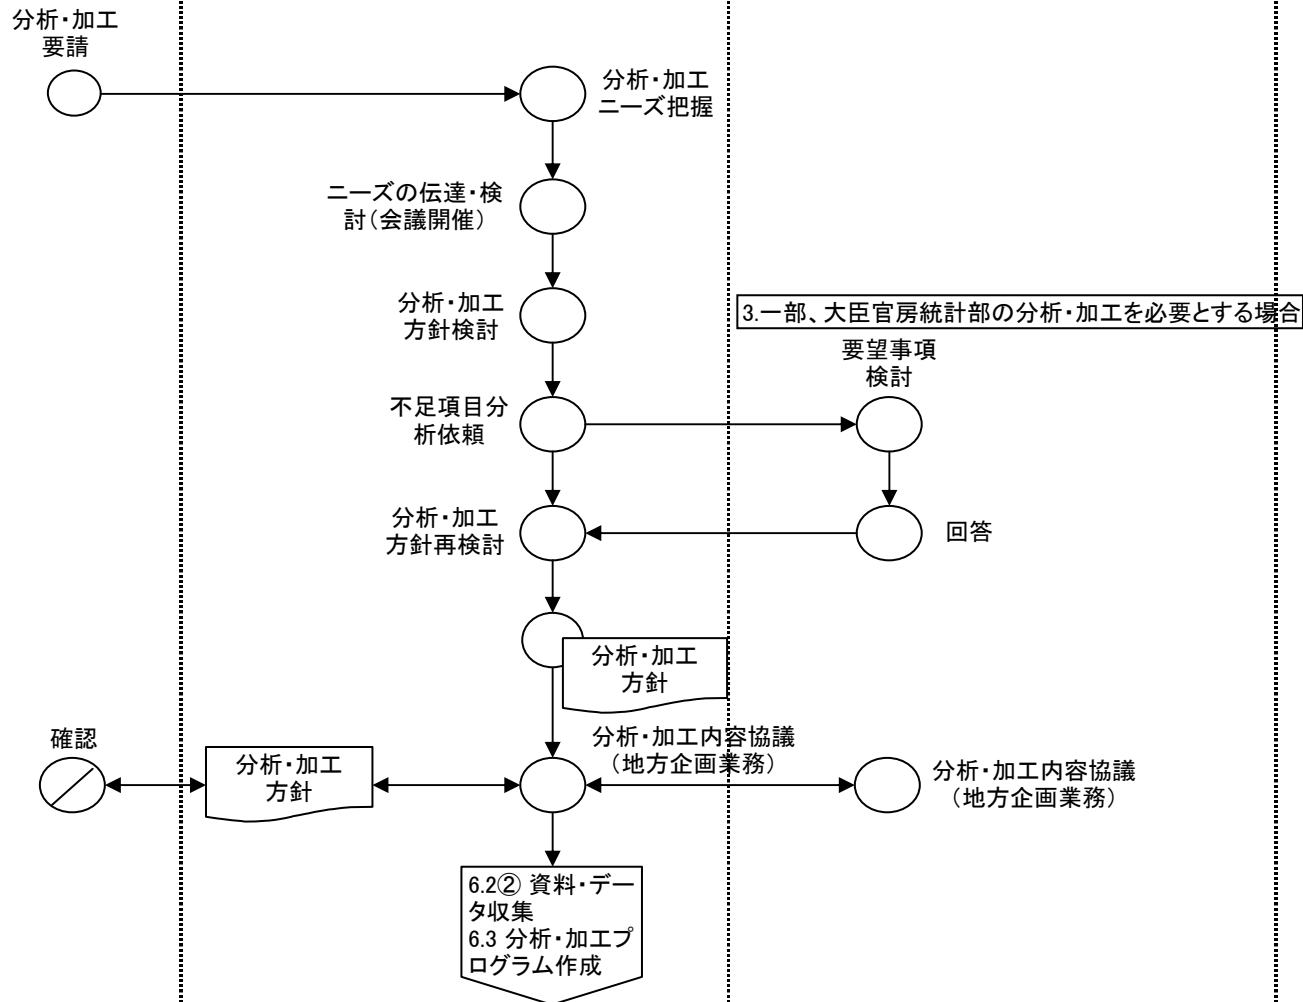 分析・加工
要請
分析・加工
ニーズ把握
ニーズの伝達・検
討（会議開催）
分析・加工
方針検討
3.一部、大臣官房統計部の分析・加工を必要とする場合
要望事項
検討
不足項目分
析依頼
分析・加工
方針再検討
回答
分析・加工
方針
確認
分析・加工
方針
分析・加工内容協議
（地方企画業務）
分析・加工内容協議
（地方企画業務）
6.2② 資料・デー
タ収集
6.3 分析・加工プ
ログラム作成